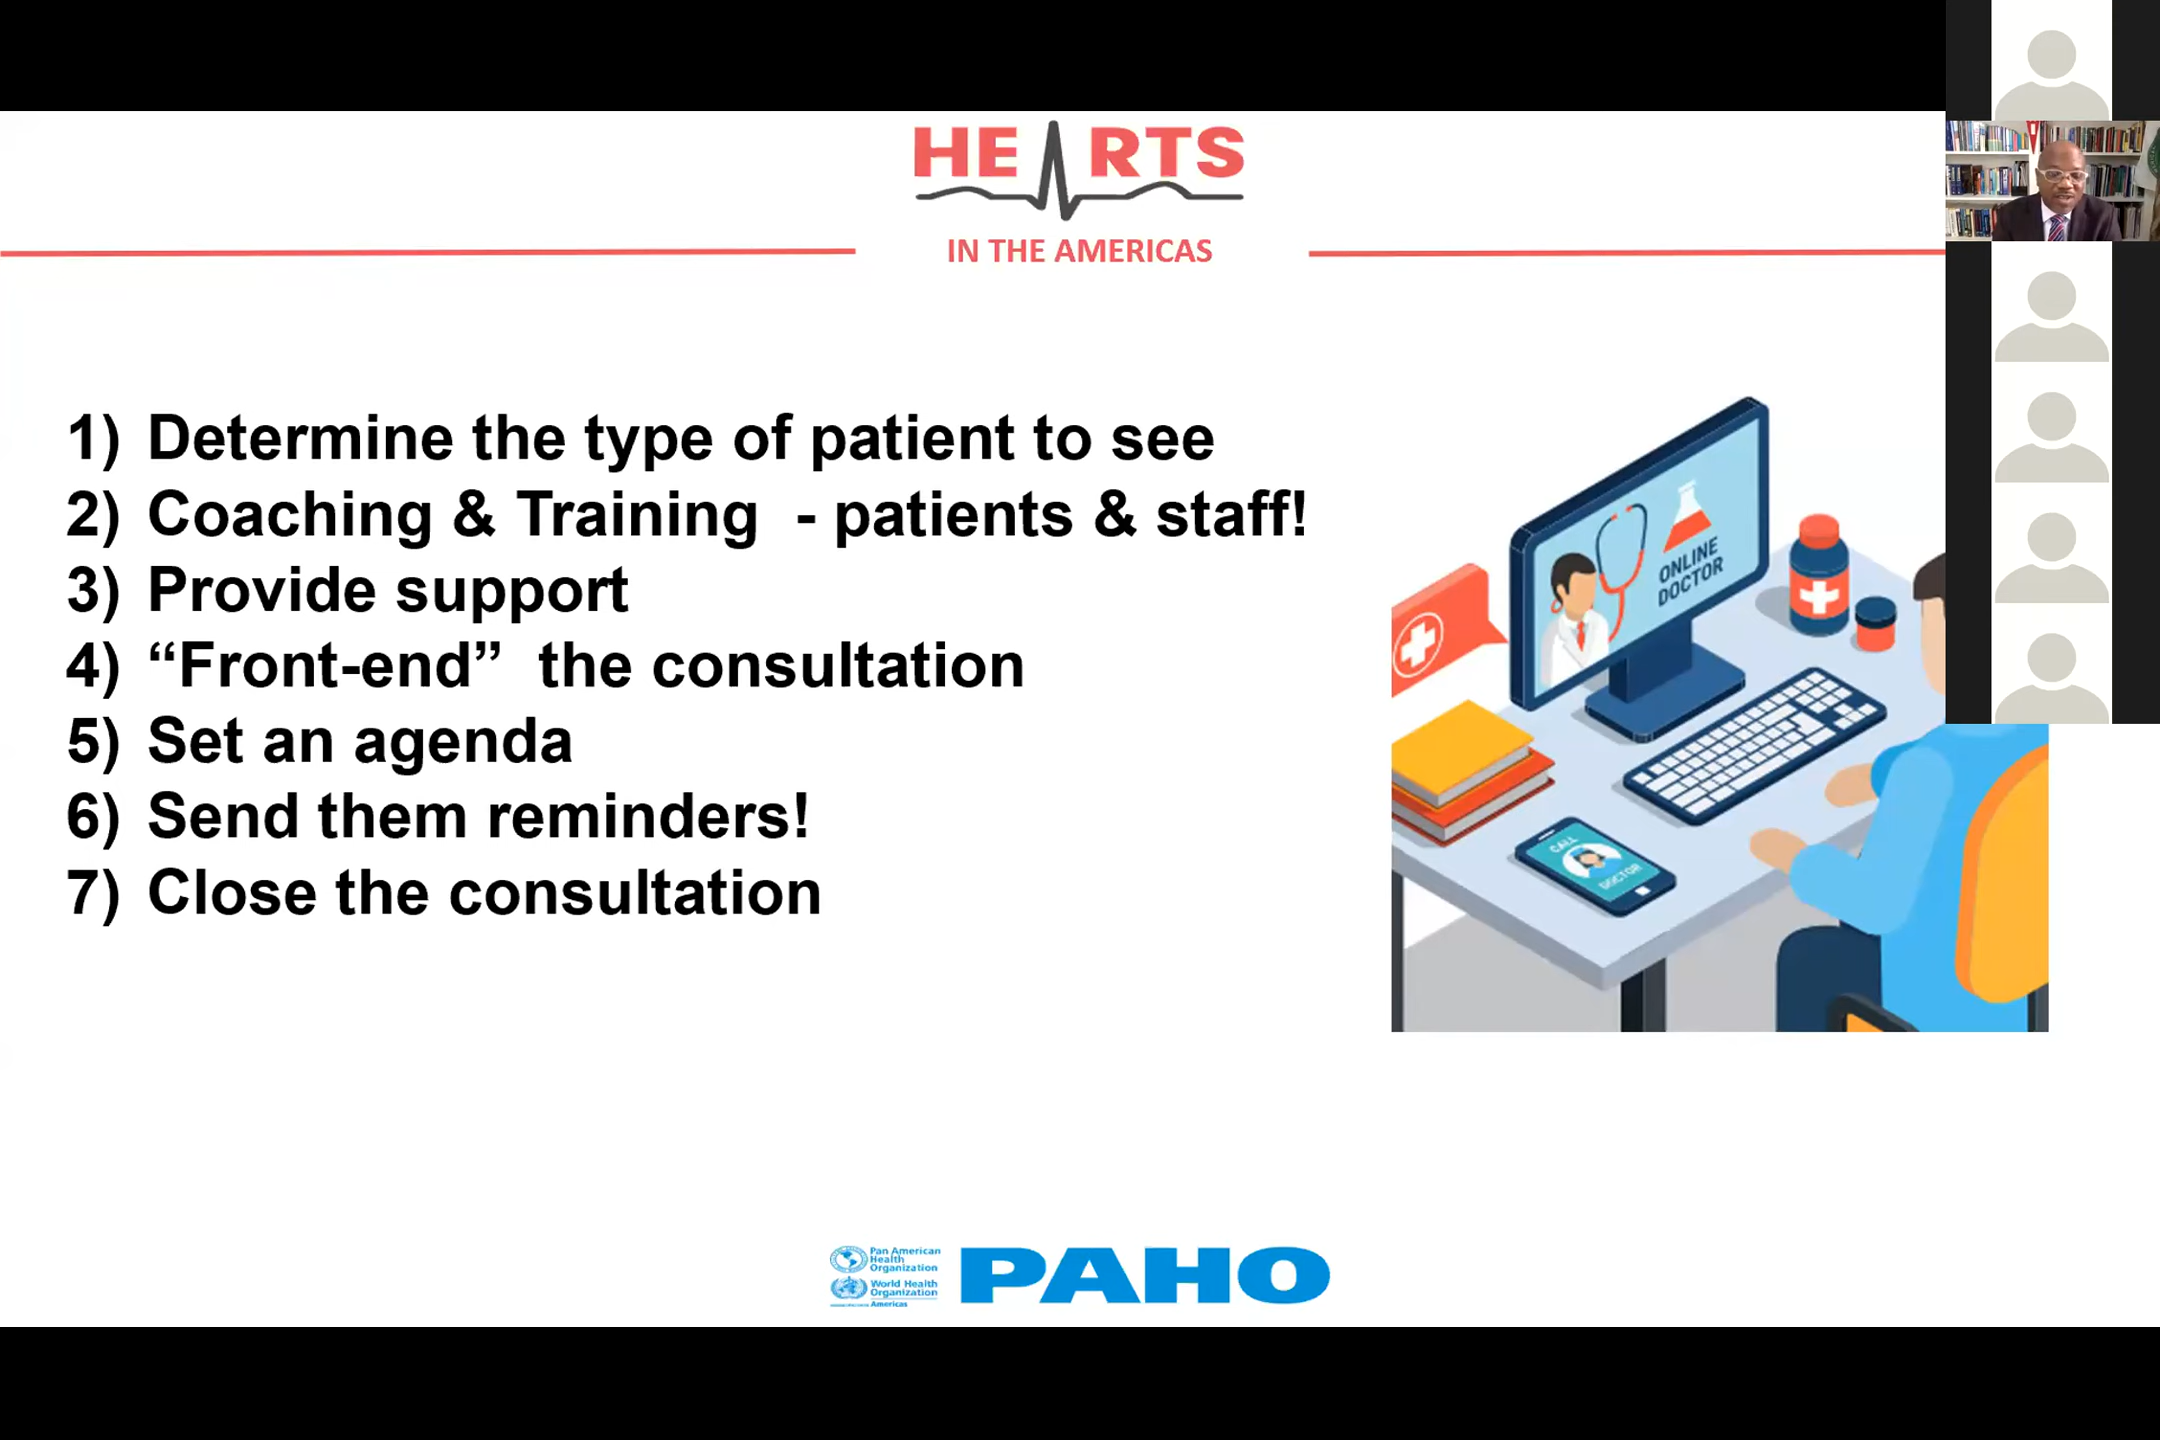 HEARTS
IN THE AMERICAS
1) Determine the type of patient to see
2) Coaching & Training - patients & staff!
3) Provide support
4) “Front-end” the consultation
5) Set an agenda
6) Send them reminders!
7) Close the consultation
ONLINE
DOCTOR
CALL
DOCTOR
Pan American
Health
Organization
World Health
Organization
Americas
PAHO